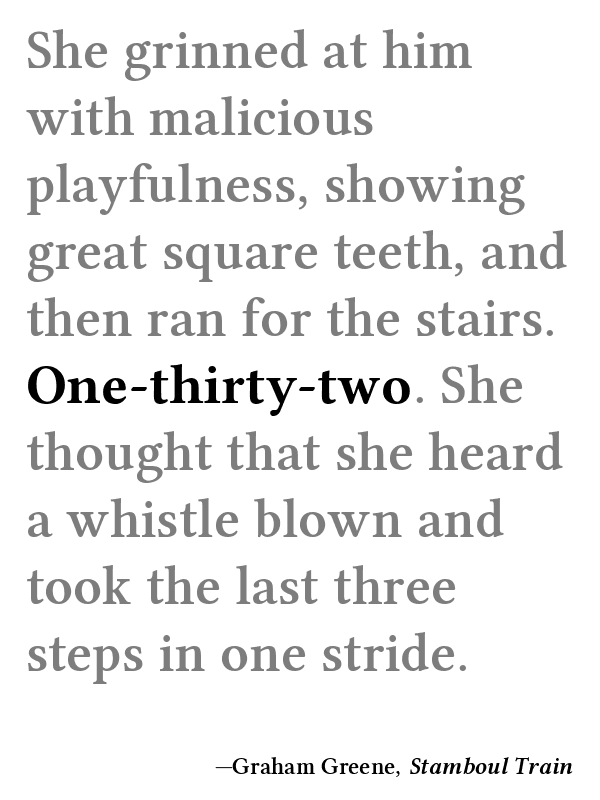 She grinned at him
with malicious
playfulness, showing
great square teeth, and
then ran for the stairs.
One-thirty-two. She
thought that she heard
a whistle blown and
took the last three
steps in one stride.
—Graham Greene, Stamboul Train